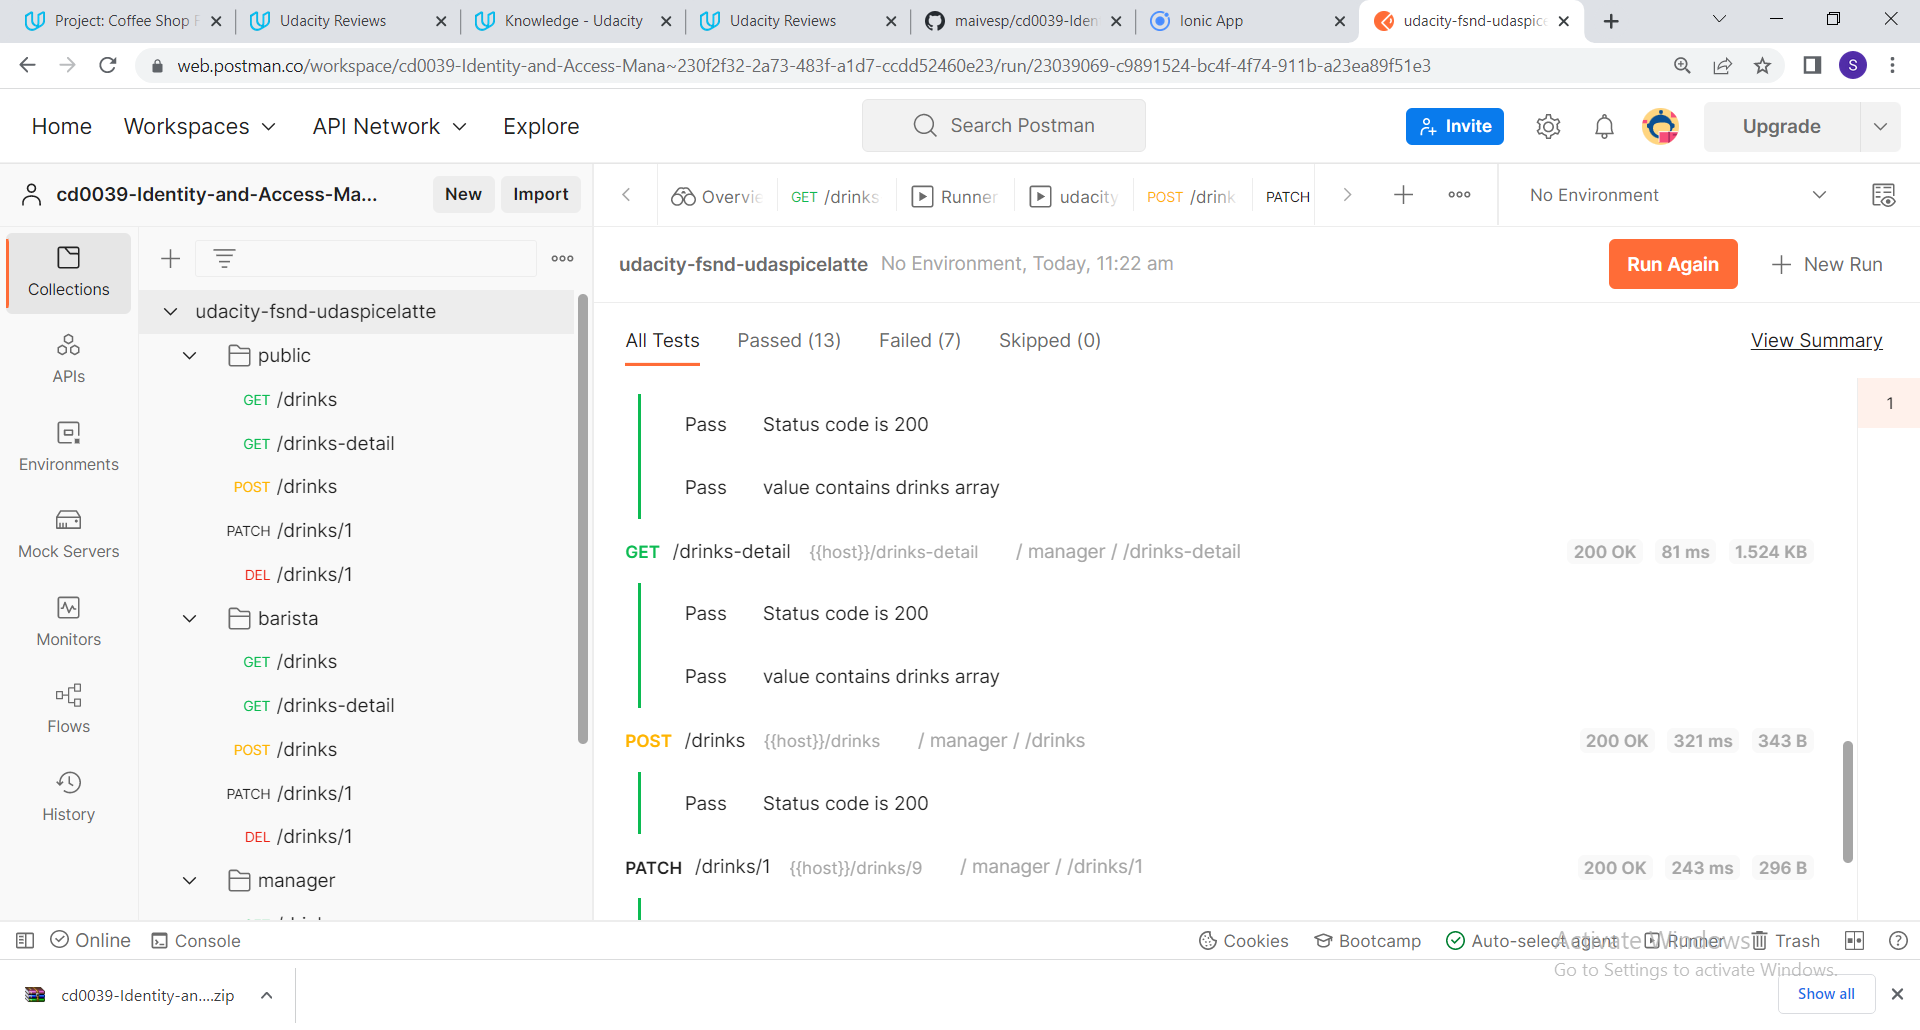 Project: Coffee Shop F
Udacity Reviews
Knowledge - Udacity
Udacity Reviews
maivesp/cd0039-Iden
Ionic App
udacity-fsnd-udaspice
web.postman.co/workspace/cd0039-Identity-and-Access-Mana~230f2f32-2a73-483f-a1d7-ccdd52460e23/run/23039069-c9891524-bc4f-4f74-911b-a23ea89f51e3
S
Home
Workspaces
API Network
Explore
Search Postman
Invite
Upgrade
cd0039-Identity-and-Access-Ma...
New
Import
Overvie
GET /drinks
Runner
udacity
POST /drink
PATCH
No Environment
Collections
APIs
Environments
Mock Servers
Monitors
Flows
History
udacity-fsnd-udaspicelatte
public
GET /drinks
GET /drinks-detail
POST /drinks
PATCH /drinks/1
DEL /drinks/1
barista
GET /drinks
GET /drinks-detail
POST /drinks
PATCH /drinks/1
DEL /drinks/1
manager
udacity-fsnd-udaspicelatte No Environment, Today, 11:22 am
Run Again
New Run
All Tests
Passed (13)
Failed (7)
Skipped (0)
View Summary
1
Pass Status code is 200
Pass value contains drinks array
GET /drinks-detail {{host}}/drinks-detail / manager / /drinks-detail 200 OK 81 ms 1.524 KB
Pass Status code is 200
Pass value contains drinks array
POST /drinks {{host}}/drinks / manager / /drinks 200 OK 321 ms 343 B
Pass Status code is 200
PATCH /drinks/1 {{host}}/drinks/9 / manager / /drinks/1 200 OK 243 ms 296 B
Online
Console
Cookies
Bootcamp
Auto-select agent
Runner
Trash
Activate Windows
Go to Settings to activate Windows.
cd0039-Identity-an....zip
Show all